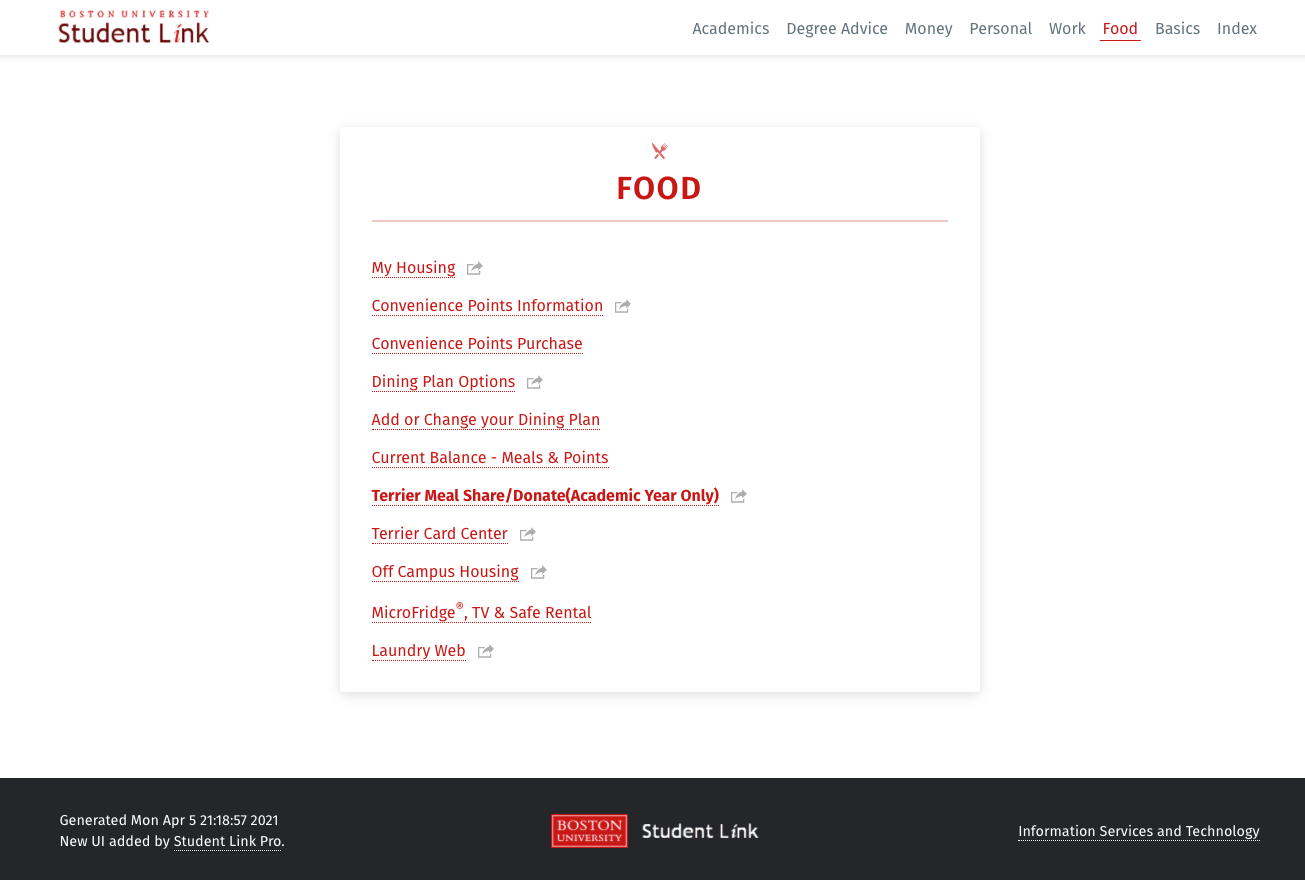 BOSTON UNIVERSITY
Student Link
Academics Degree Advice Money Personal Work Food Basics Index
FOOD
My Housing
Convenience Points Information
Convenience Points Purchase
Dining Plan Options
Add or Change your Dining Plan
Current Balance - Meals & Points
Terrier Meal Share/Donate(Academic Year Only)
Terrier Card Center
Off Campus Housing
MicroFridge®, TV & Safe Rental
Laundry Web
Generated Mon Apr 5 21:18:57 2021
New UI added by Student Link Pro.
BOSTON
UNIVERSITY
Student Link
Information Services and Technology